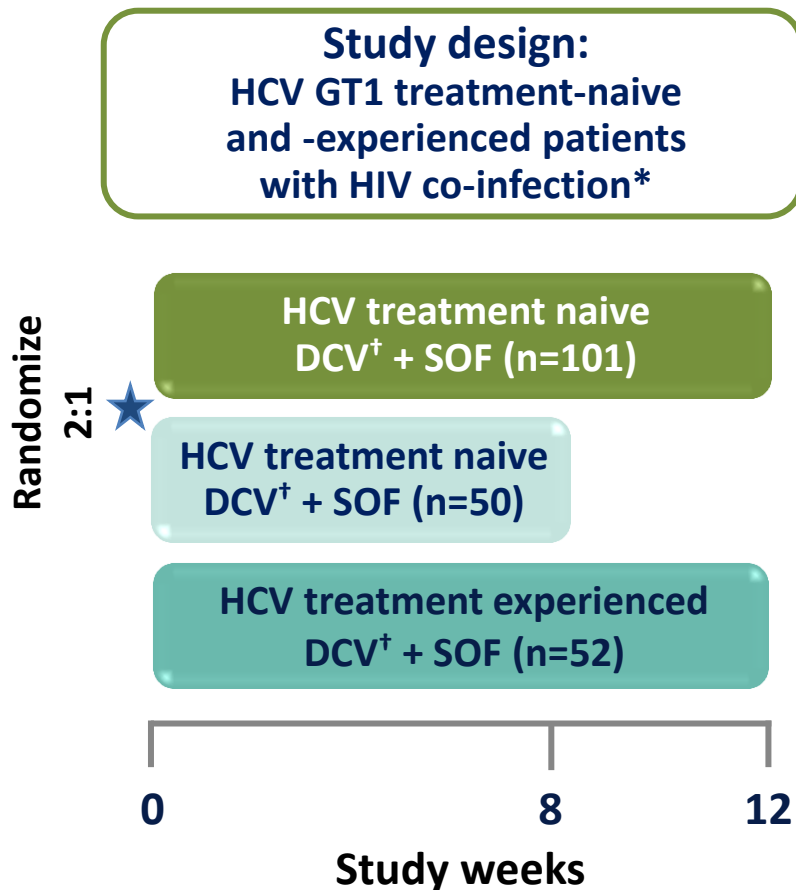 Study design:
HCV GT1 treatment-naive
and -experienced patients
with HIV co-infection*
Randomize
2:1
HCV treatment naive
DCV† + SOF (n=101)
HCV treatment naive
DCV† + SOF (n=50)
HCV treatment experienced
DCV† + SOF (n=52)
0 8 12
Study weeks